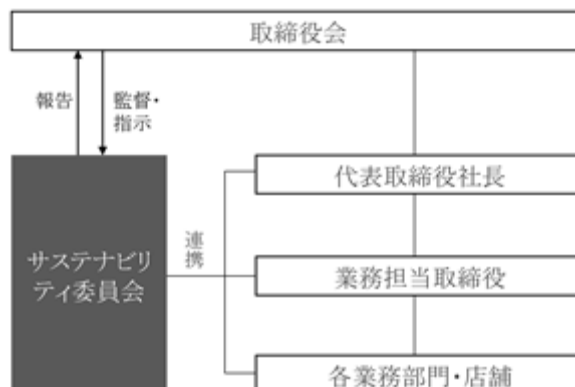 取締役会
報告
監督・
指示
代表取締役社長
連携
サステナビリ
ティ委員会
業務担当取締役
各業務部門・店舗